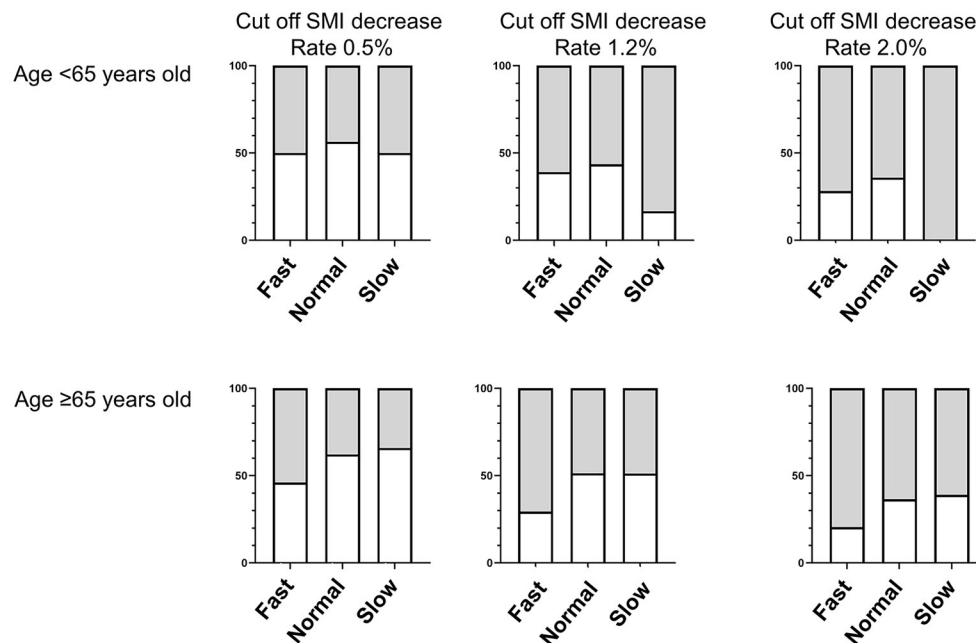 Cut off SMI decrease
Rate 0.5%
Cut off SMI decrease
Rate 1.2%
Cut off SMI decrease
Rate 2.0%
Age <65 years old
100
50
0
Fast
Normal
Slow
100
50
0
Fast
Normal
Slow
100
50
0
Fast
Normal
Slow
Age ≥65 years old
100
50
0
Fast
Normal
Slow
100
50
0
Fast
Normal
Slow
100
50
0
Fast
Normal
Slow